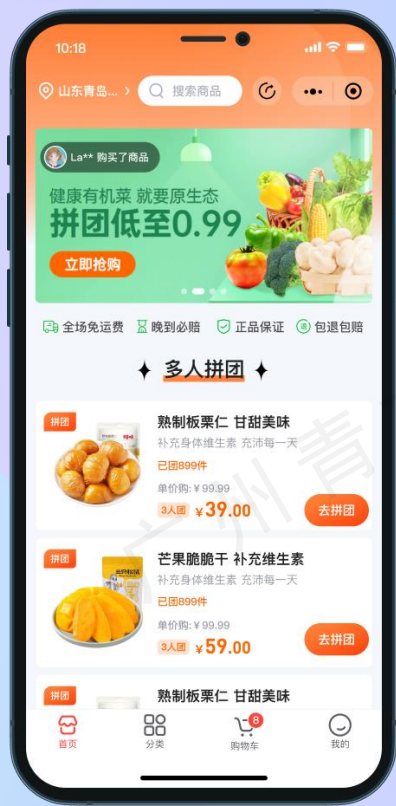 10:18
山东青岛...
搜索商品
La** 购买了商品
健康有机菜 就要原生态
拼团低至0.99
立即抢购
全场免运费
晚到必赔
正品保证
退
包退包赔
多人拼团
拼团
熟制板栗仁 甘甜美味
补充身体维生素 充沛每一天
已团899件
单价购: ¥ 99.99
3人团
¥39.00
去拼团
拼团
芒果脆脆干 补充维生素
补充身体维生素 充沛每一天
已团899件
单价购: ¥ 99.99
3人团
¥59.00
去拼团
拼团
熟制板栗仁 甘甜美味
首页
分类
8
购物车
我的
广州青